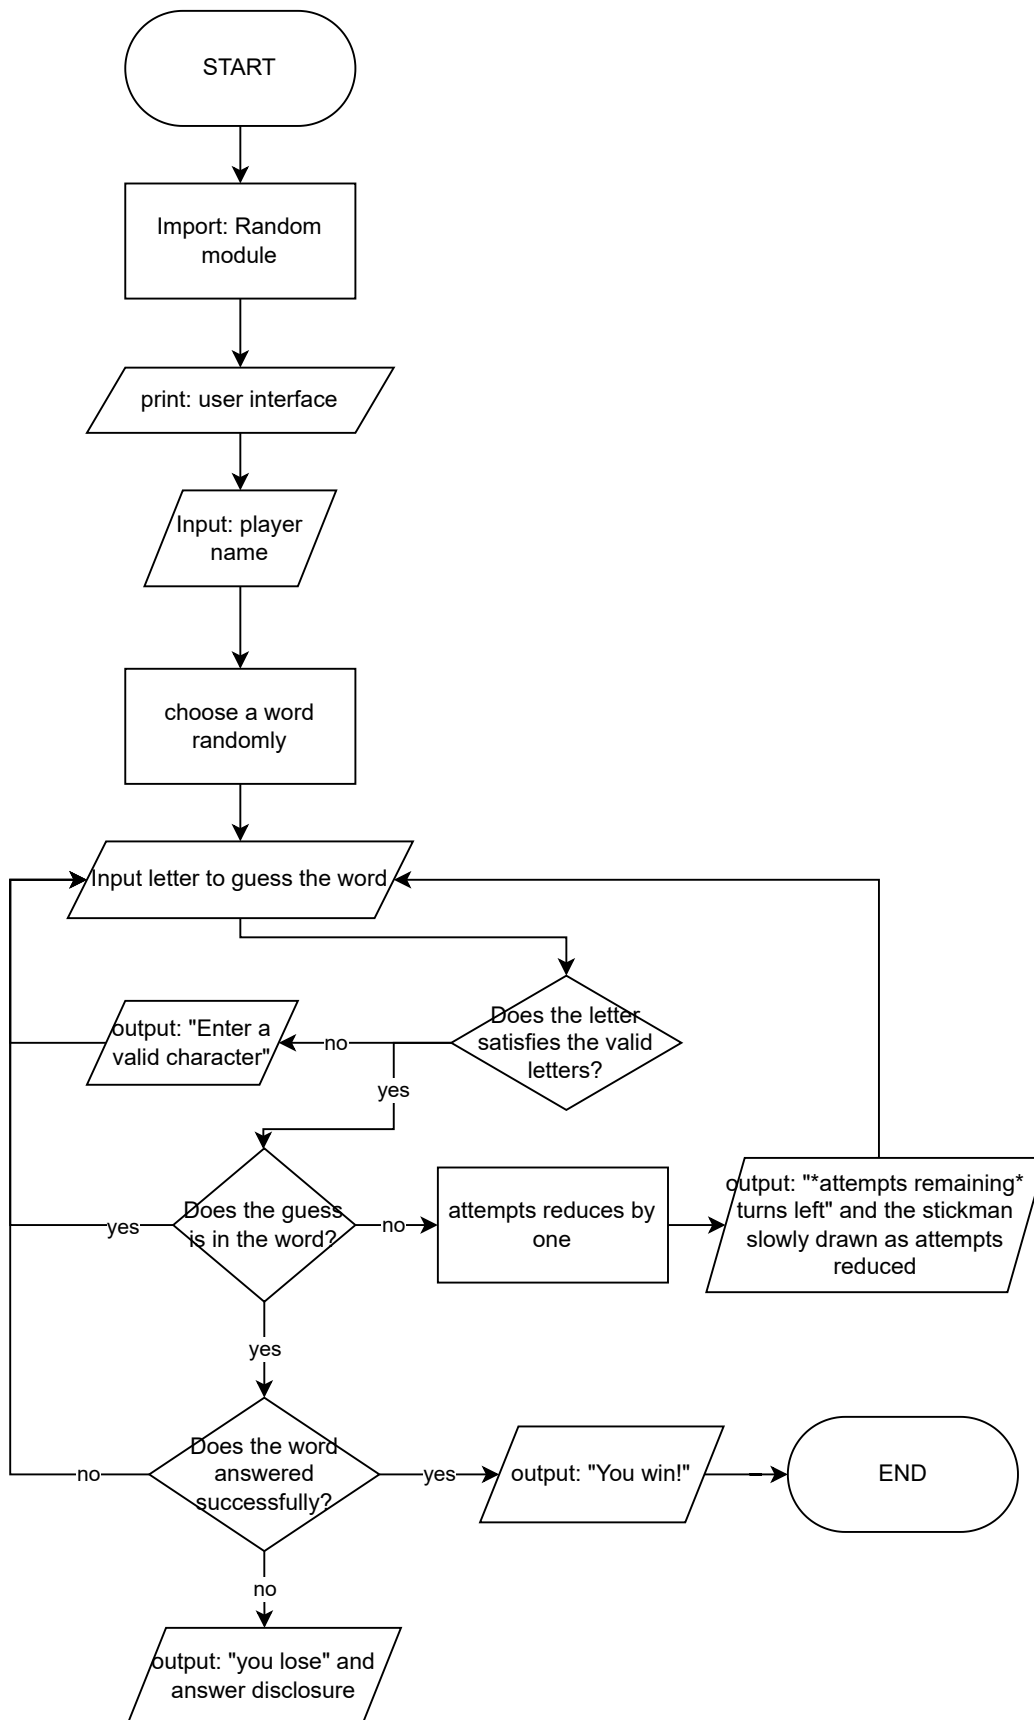 START
Import: Random
module
print: user interface
Input: player
name
choose a word
randomly
Input letter to guess the word
Does the letter
satisfies the valid
letters?
no
output: "Enter a
valid character"
yes
Does the guess
is in the word?
yes
no
attempts reduces by
one
output: "*attempts remaining*
turns left" and the stickman
slowly drawn as attempts
reduced
yes
Does the word
answered
successfully?
no
yes
output: "You win!"
END
no
output: "you lose" and
answer disclosure